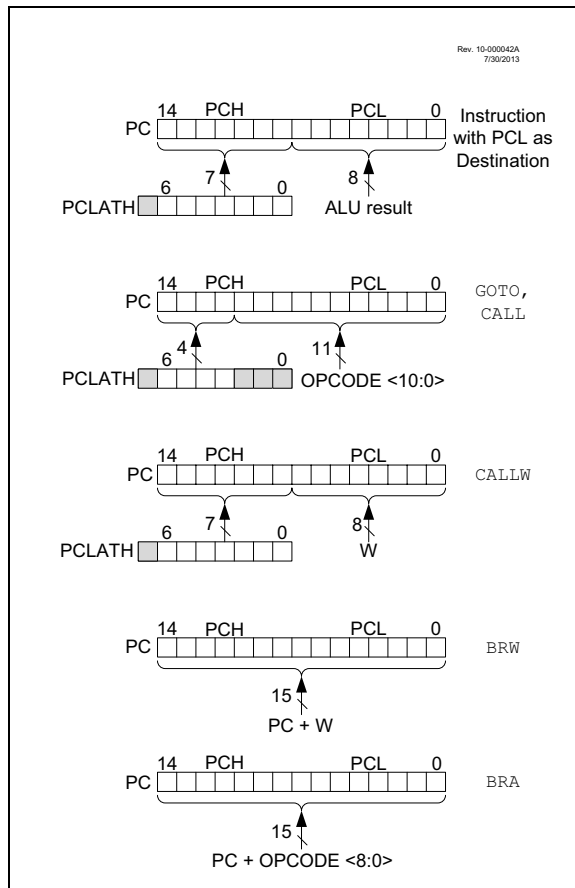 Rev. 10-000042A
7/30/2013
14 PCH PCL 0
PC
Instruction
with PCL as
Destination
7 8
6 0
PCLATH
ALU result
14 PCH PCL 0
PC
GOTO,
CALL
4 11
6 0
PCLATH
OPCODE <10:0>
14 PCH PCL 0
PC
CALLW
7 8
6 0
PCLATH
W
14 PCH PCL 0
PC
BRW
15
PC + W
14 PCH PCL 0
PC
BRA
15
PC + OPCODE <8:0>